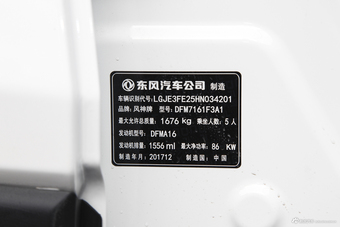 东风汽车公司 制造
车辆识别代号: LGJE3FE25HN034201
品牌: 风神牌 型号: DFM7161F3A1
最大允许总质量: 1676 kg 乘坐人数: 5 人
发动机型号: DFMA16
发动机排量: 1556 ml 最大净功率: 86 KW
制造年月: 201712 制造国: 中国